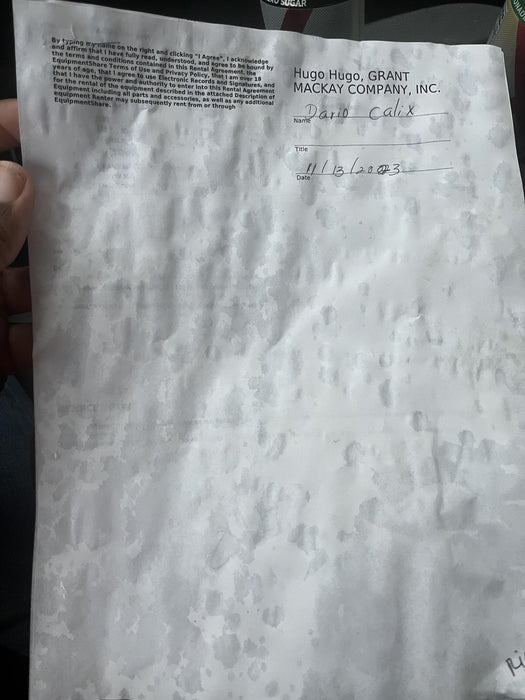 SUGAR
By typing my name on the right and clicking "I Agree", I acknowledge
and affirm that I have fully read, understood, and agree to be bound by
the terms and conditions contained in this Rental Agreement, the
EquipmentShare Terms of Use and Privacy Policy, that I am over 18
years of age, that I agree to use Electronic Records and Signatures, and
that I have the power and authority to enter into this Rental Agreement
for the rental of the equipment described in the attached Description of
Equipment including all parts and accessories, as well as any additional
equipment Renter may subsequently rent from or through
EquipmentShare.
Hugo Hugo, GRANT
MACKAY COMPANY, INC.
Dario Calix
Name
Title
11/13/2023
Date